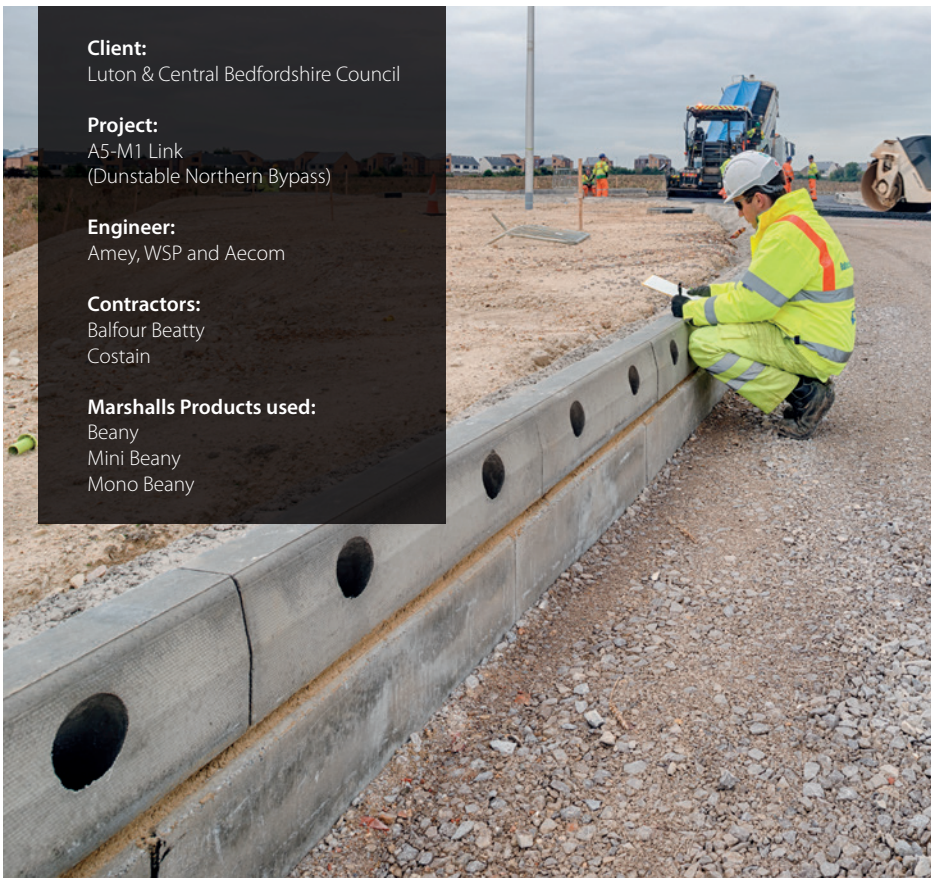 Client:
Luton & Central Bedfordshire Council
Project:
A5-M1 Link
(Dunstable Northern Bypass)
Engineer:
Amey, WSP and Aecom
Contractors:
Balfour Beatty
Costain
Marshalls Products used:
Beany
Mini Beany
Mono Beany